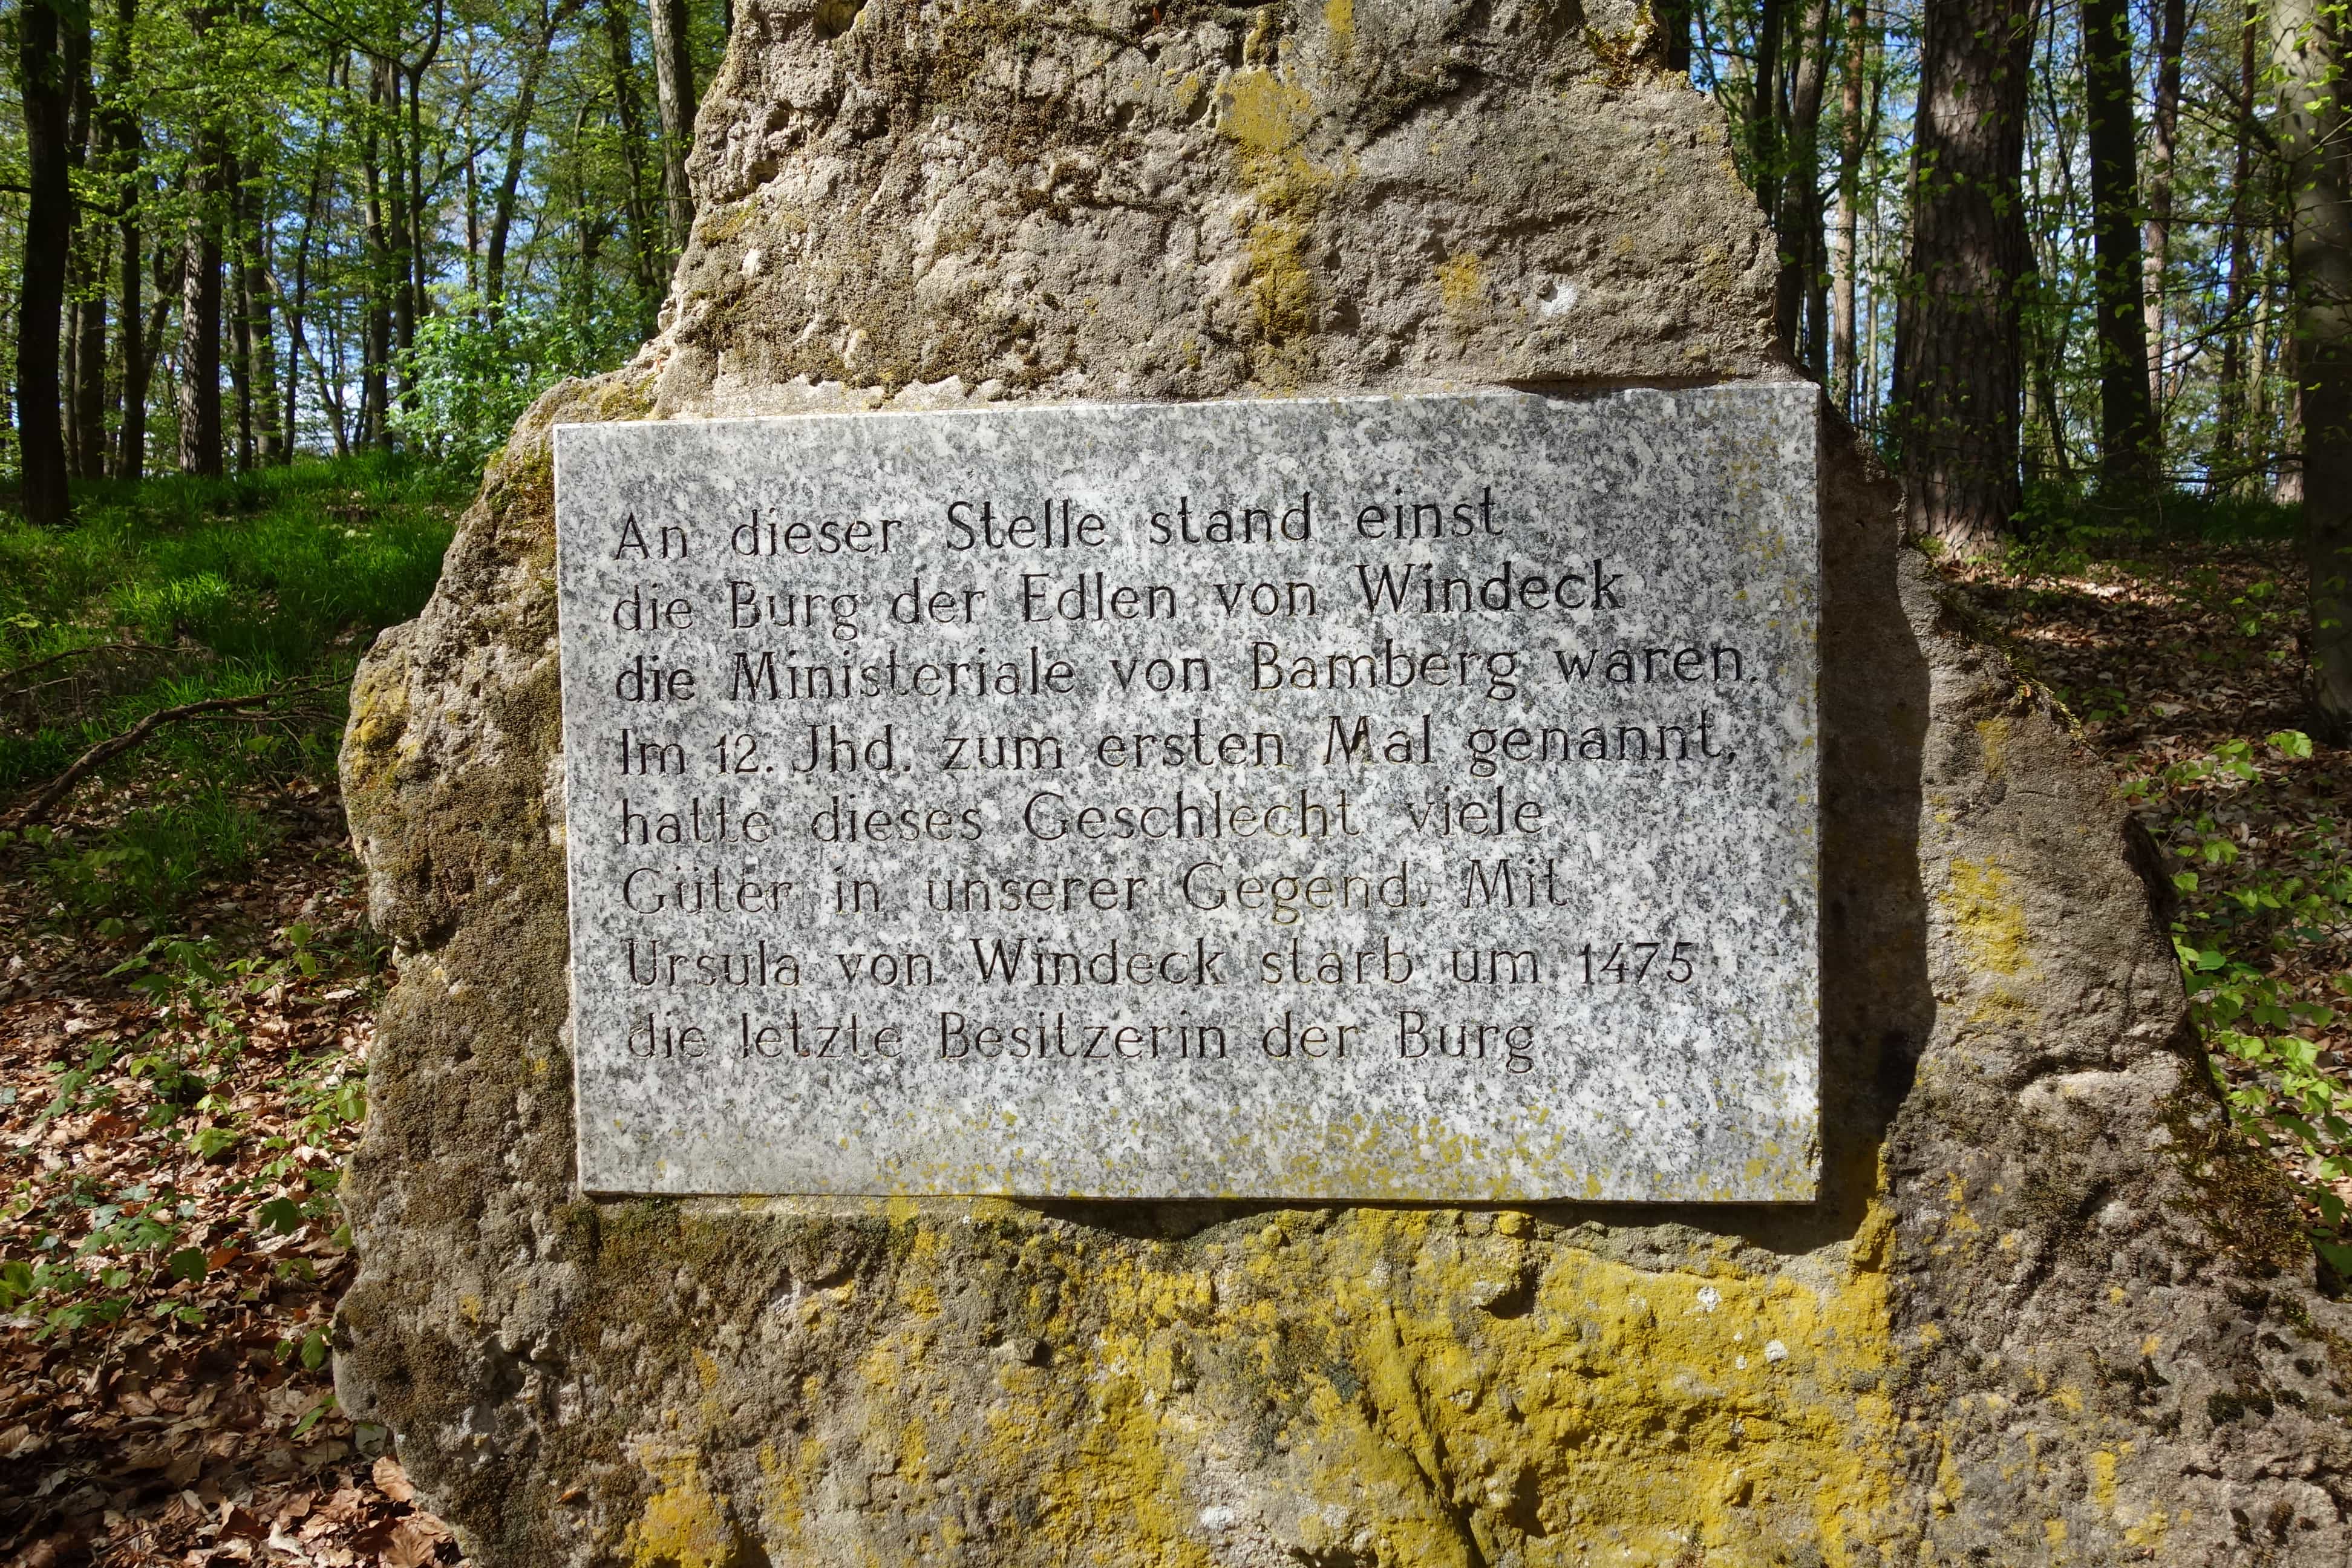 An dieser Stelle stand einst
die Burg der Edlen von Windeck
die Ministeriale von Bamberg waren.
Im 12. Jhd. zum ersten Mal genannt,
hatte dieses Geschlecht viele
Güter in unserer Gegend. Mit
Ursula von Windeck starb um 1475
die letzte Besitzerin der Burg